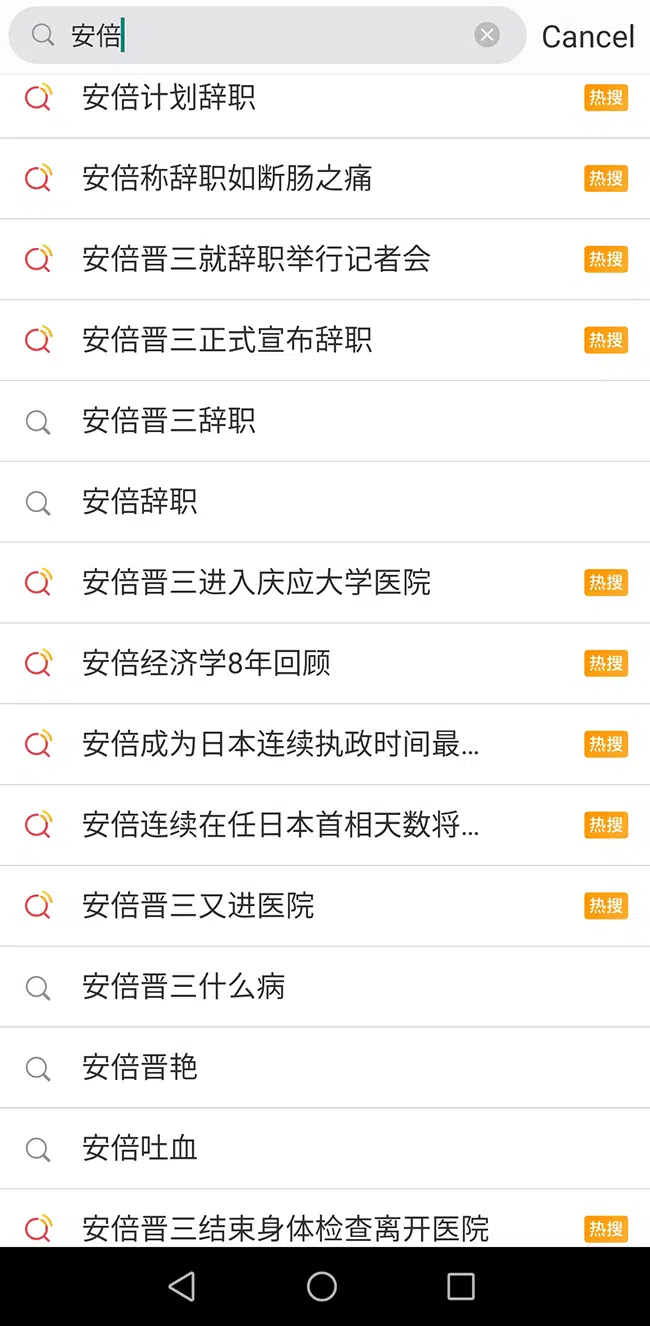 安倍
Cancel
安倍计划辞职
热搜
安倍称辞职如断肠之痛
热搜
安倍晋三就辞职举行记者会
热搜
安倍晋三正式宣布辞职
热搜
安倍晋三辞职
安倍辞职
安倍晋三进入庆应大学医院
热搜
安倍经济学8年回顾
热搜
安倍成为日本连续执政时间最...
热搜
安倍连续在任日本首相天数将...
热搜
安倍晋三又进医院
热搜
安倍晋三什么病
安倍晋艳
安倍吐血
安倍晋三结束身体检查离开医院
热搜